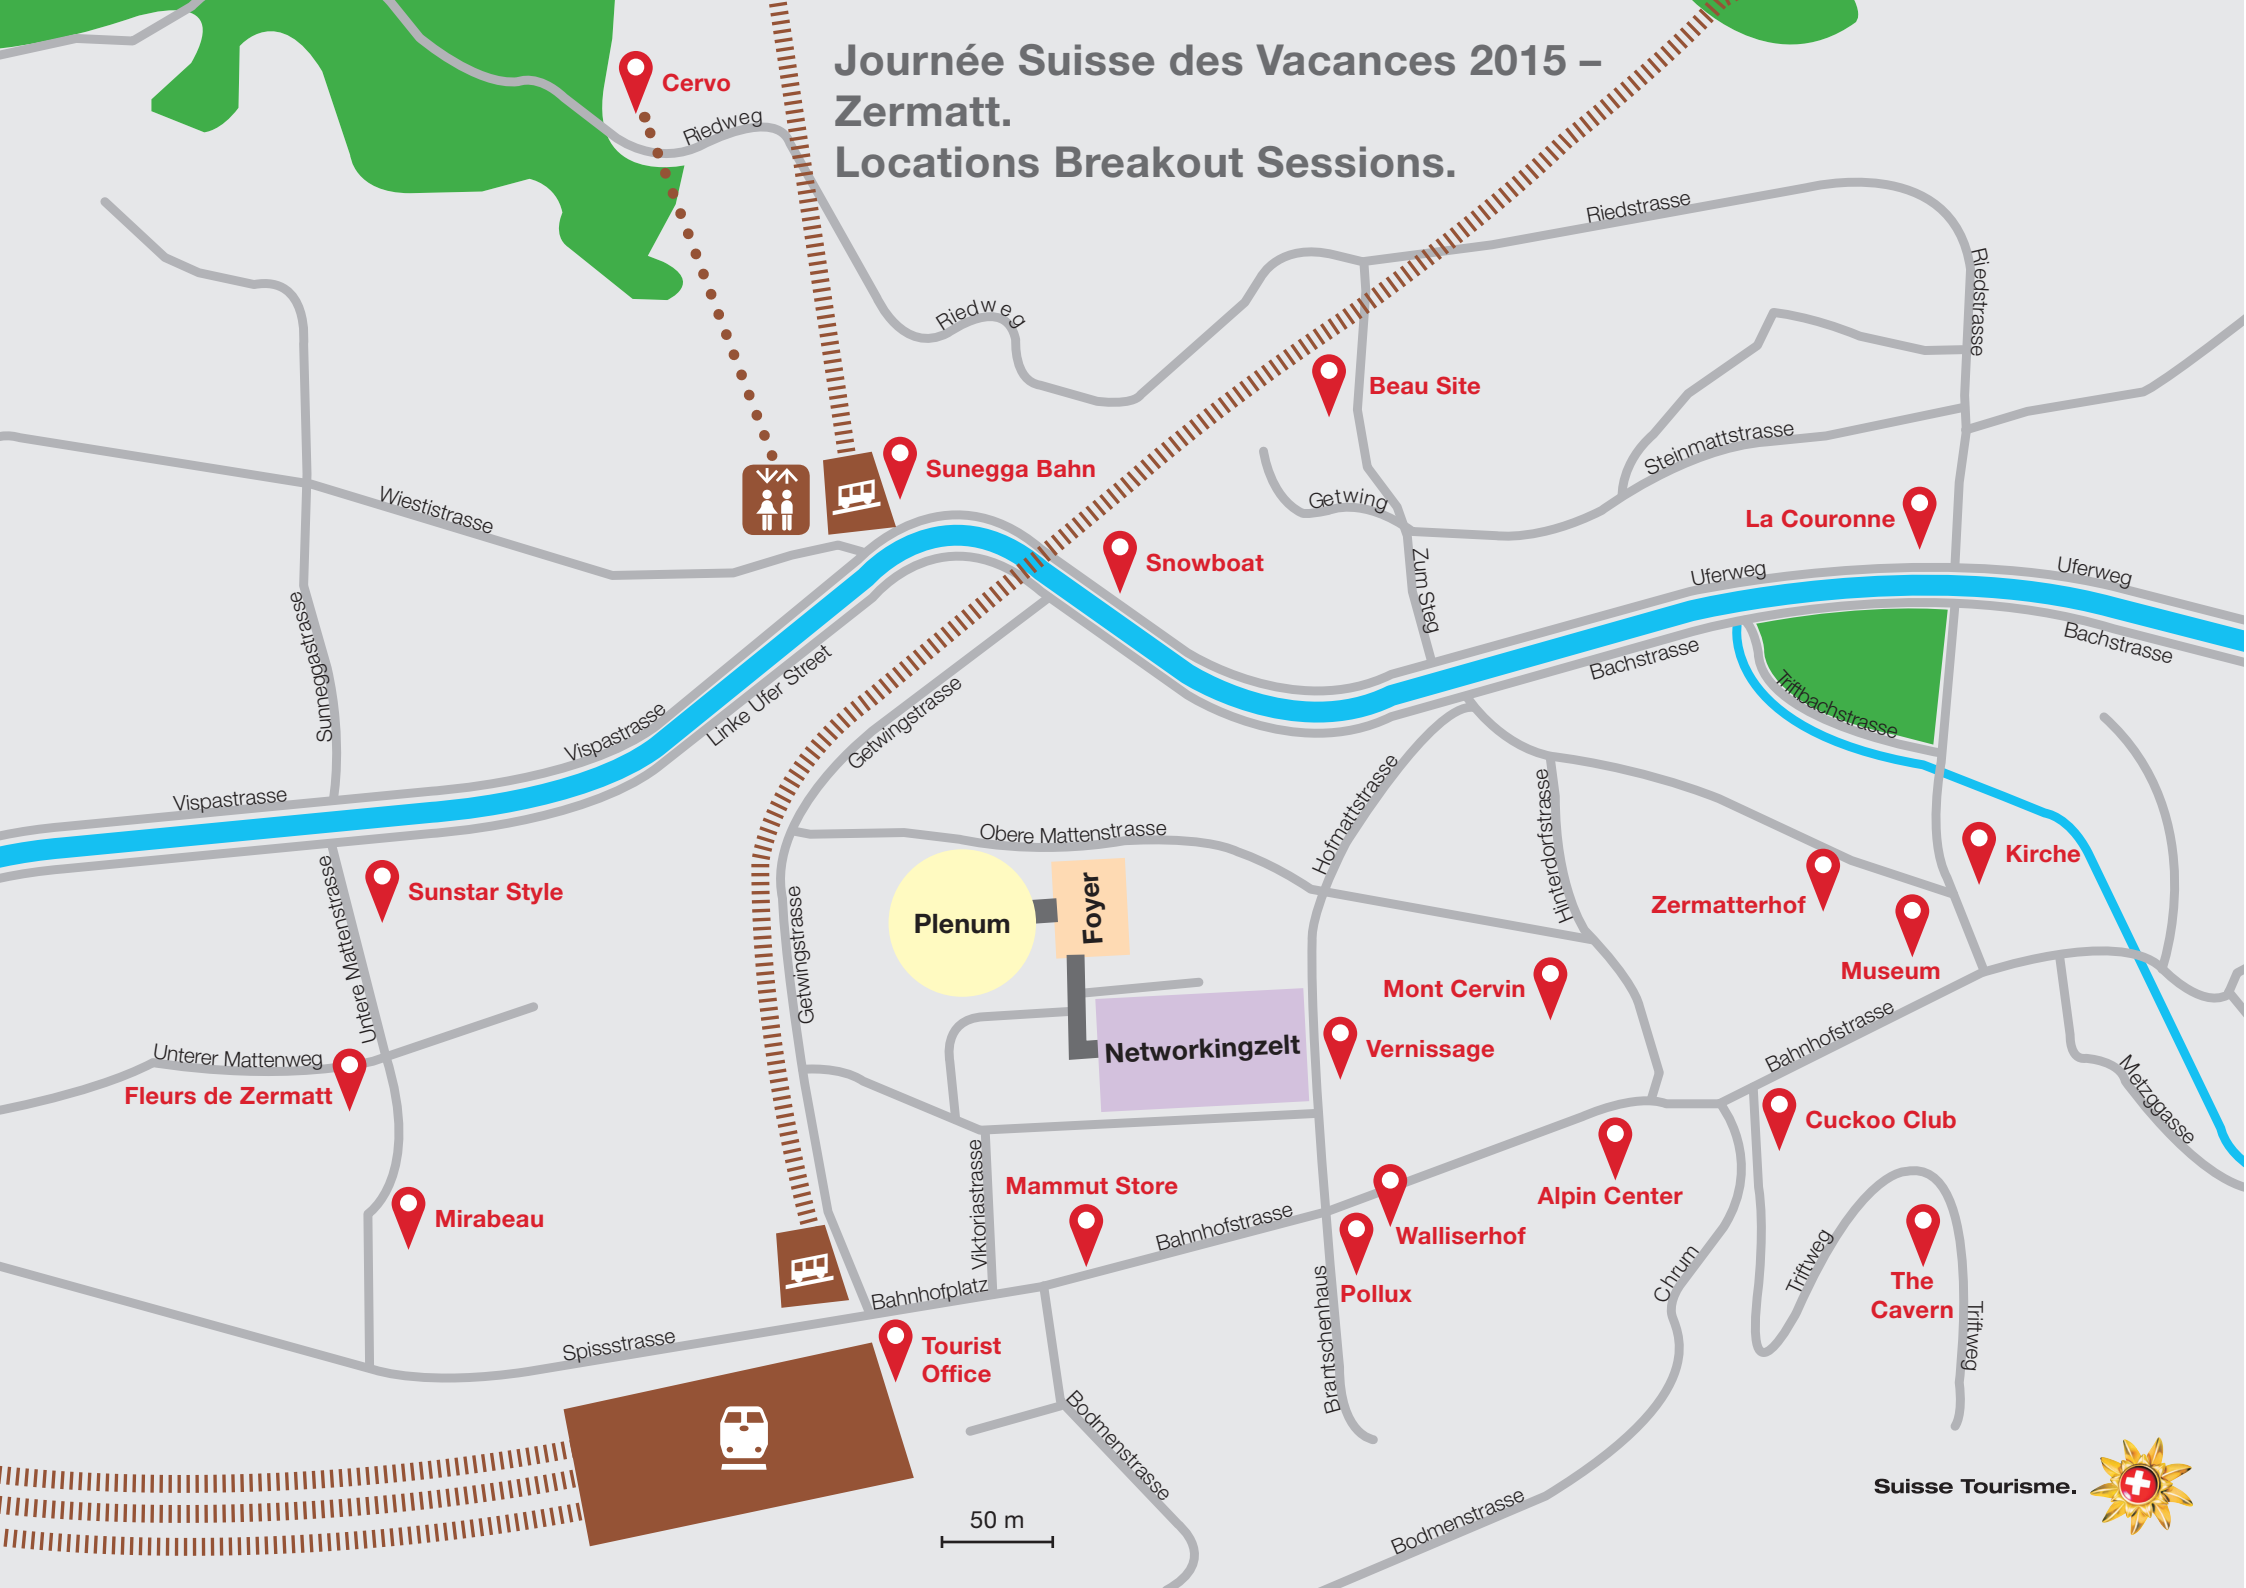 Journée Suisse des Vacances 2015 –
Zermatt.
Locations Breakout Sessions.
Cervo
Riedweg
Riedstrasse
Riedstrasse
Riedweg
Beau Site
Sunegga Bahn
Steinmattstrasse
Wiestistrasse
Getwing
La Couronne
Snowboat
Zum Steg
Uferweg
Uferweg
Sunneggastrasse
Bachstrasse
Bachstrasse
Linke Ufer Street
Vispastrasse
Getwingstrasse
Triftbachstrasse
Vispastrasse
Obere Mattenstrasse
Hofmattstrasse
Hinterdorfstrasse
Kirche
Untere Mattenstrasse
Sunstar Style
Plenum
Foyer
Zermatterhof
Getwingstrasse
Museum
Mont Cervin
Networkingzelt
Vernissage
Bahnhofstrasse
Unterer Mattenweg
Fleurs de Zermatt
Metzggasse
Cuckoo Club
Viktoriastrasse
Mammut Store
Alpin Center
Mirabeau
Bahnhofstrasse
Walliserhof
Chrum
Triftweg
The
Cavern
Triftweg
Pollux
Bahnhofplatz
Brantschenhaus
Spissstrasse
Tourist
Office
Bodmenstrasse
Bodmenstrasse
50 m
Suisse Tourisme.